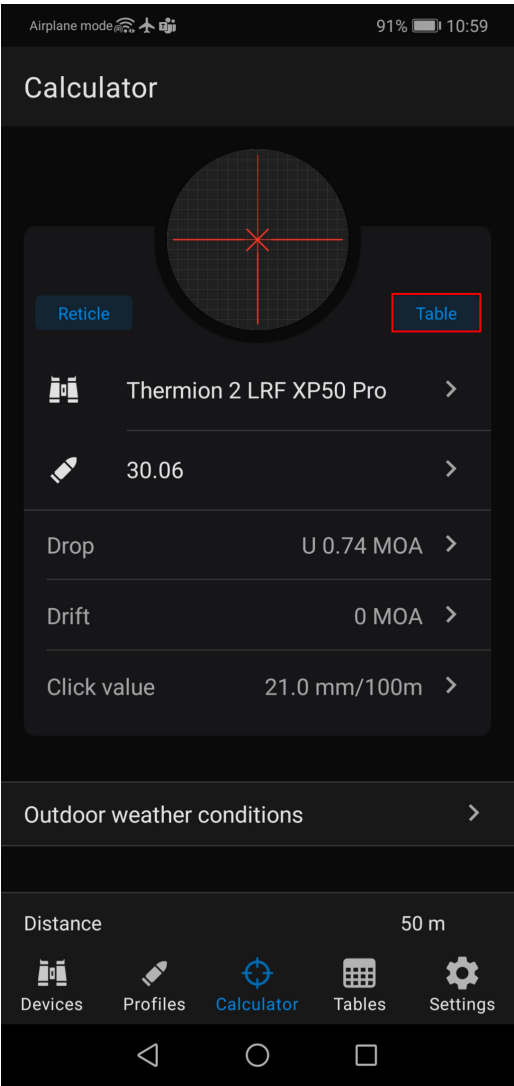 Airplane mode 91% 10:59
Calculator
Reticle Table
Thermion 2 LRF XP50 Pro
30.06
Drop U 0.74 MOA
Drift 0 MOA
Click value 21.0 mm/100m
Outdoor weather conditions
Distance 50 m
Devices Profiles Calculator Tables Settings